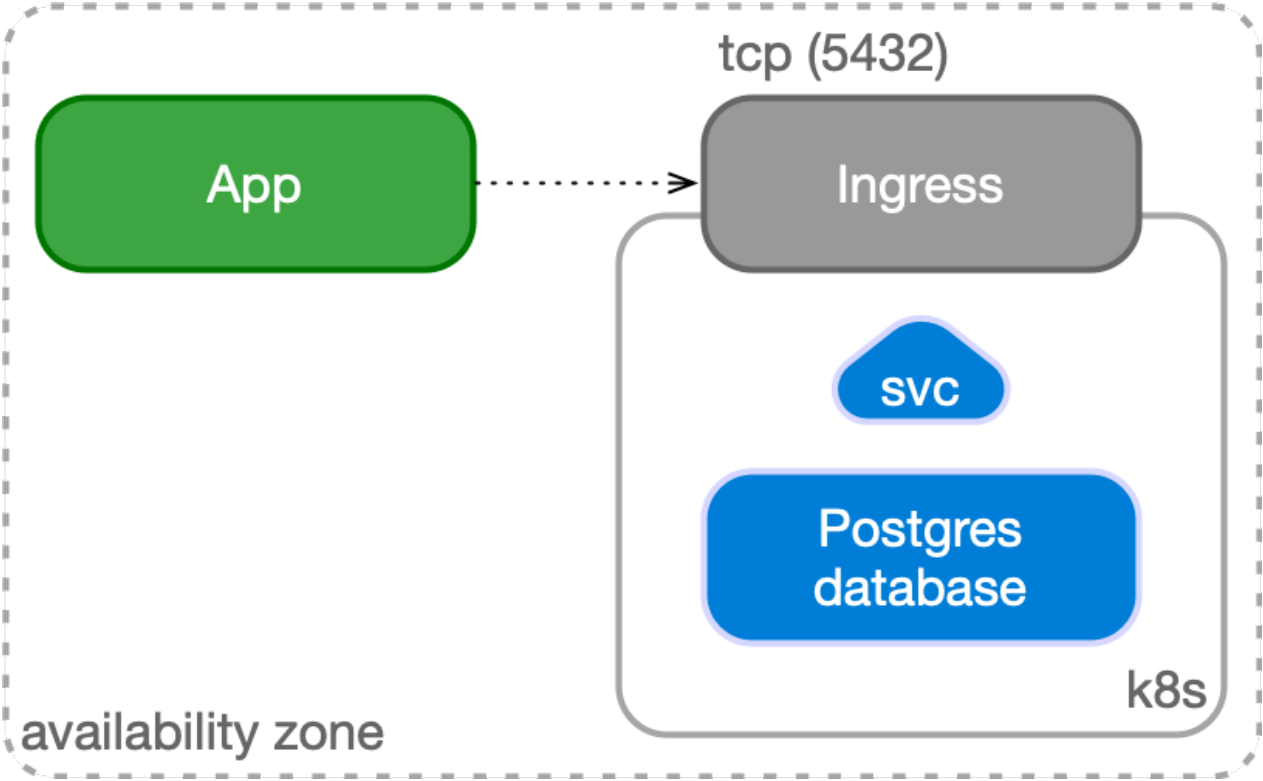 tcp (5432)
App
Ingress
svc
Postgres
database
k8s
availability zone